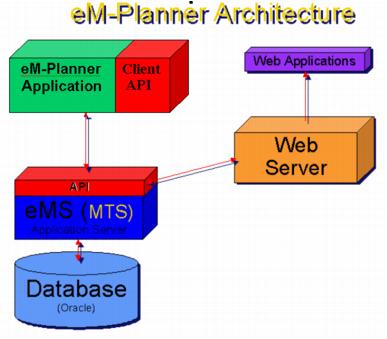 eM-Planner Architecture
eM-Planner
Application
Client
API
Web Applications
Web
Server
API
eMS (MTS)
Application Server
Database
(Oracle)